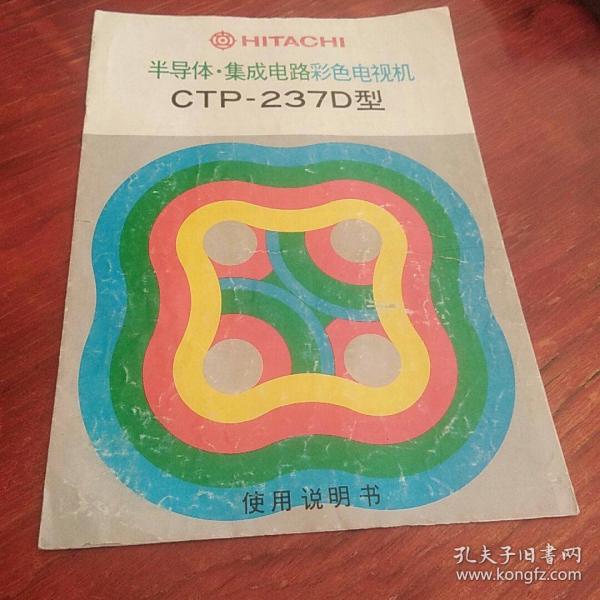 HITACHI
半导体·集成电路彩色电视机
CTP-237D型
使用说明书
孔夫子旧书网
www.kongfz.com